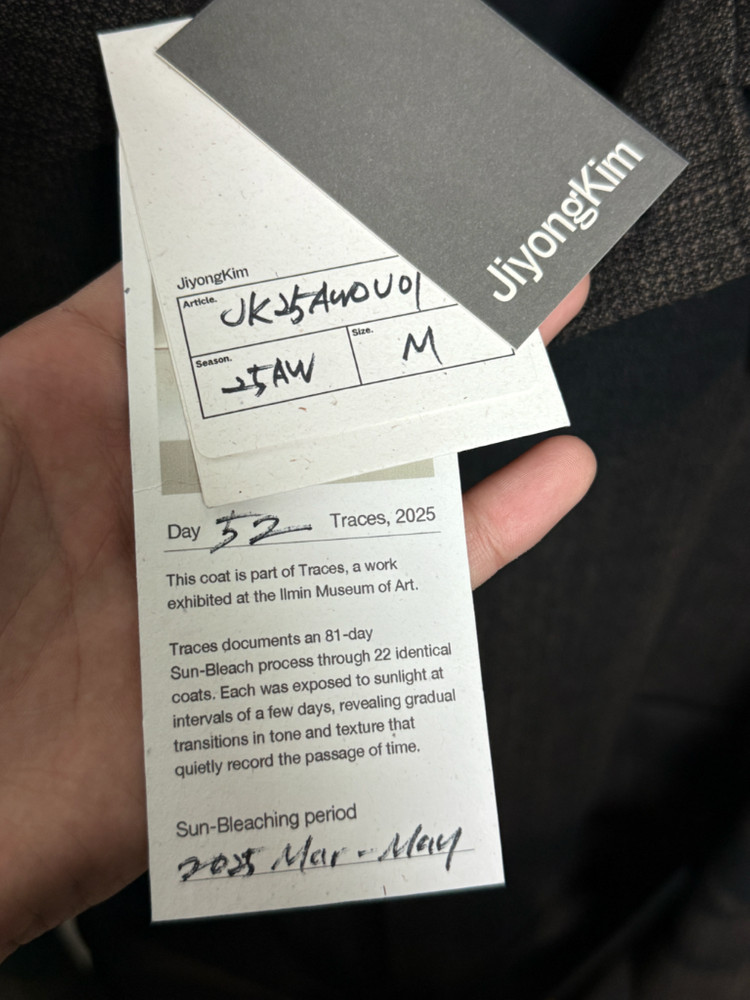 JiyongKim
JiyongKim
Article.
JK25AWOU01
Season.
25AW
Size.
M
Day 52 Traces, 2025
This coat is part of Traces, a work
exhibited at the Ilmin Museum of Art.
Traces documents an 81-day
Sun-Bleach process through 22 identical
coats. Each was exposed to sunlight at
intervals of a few days, revealing gradual
transitions in tone and texture that
quietly record the passage of time.
Sun-Bleaching period
2025 Mar - May